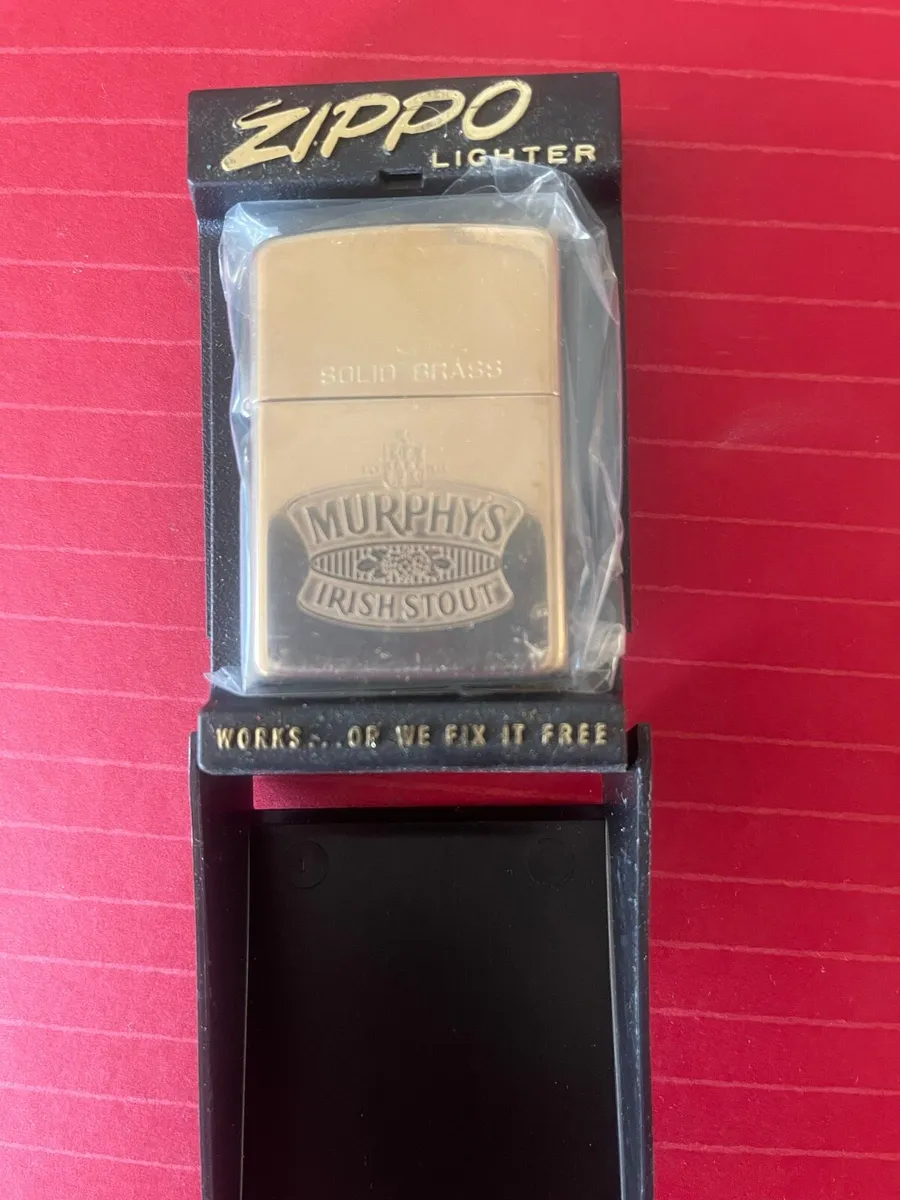 ZIPPO
LIGHTER
SOLID BRASS
MURPHY'S
IRISH STOUT
WORKS....OR WE FIX IT FREE